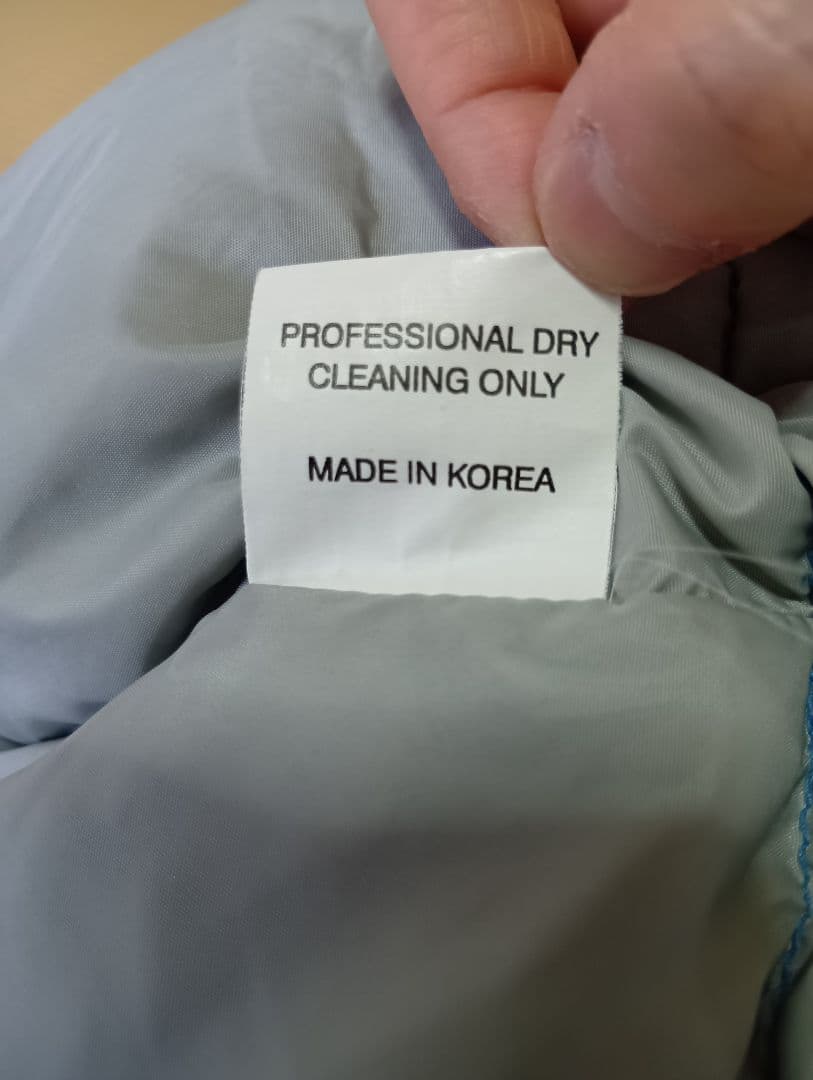 PROFESSIONAL DRY
CLEANING ONLY
MADE IN KOREA